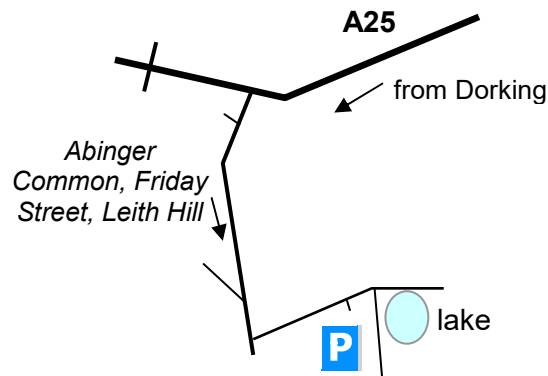 A25
from Dorking
Abinger
Common, Friday
Street, Leith Hill
lake
P